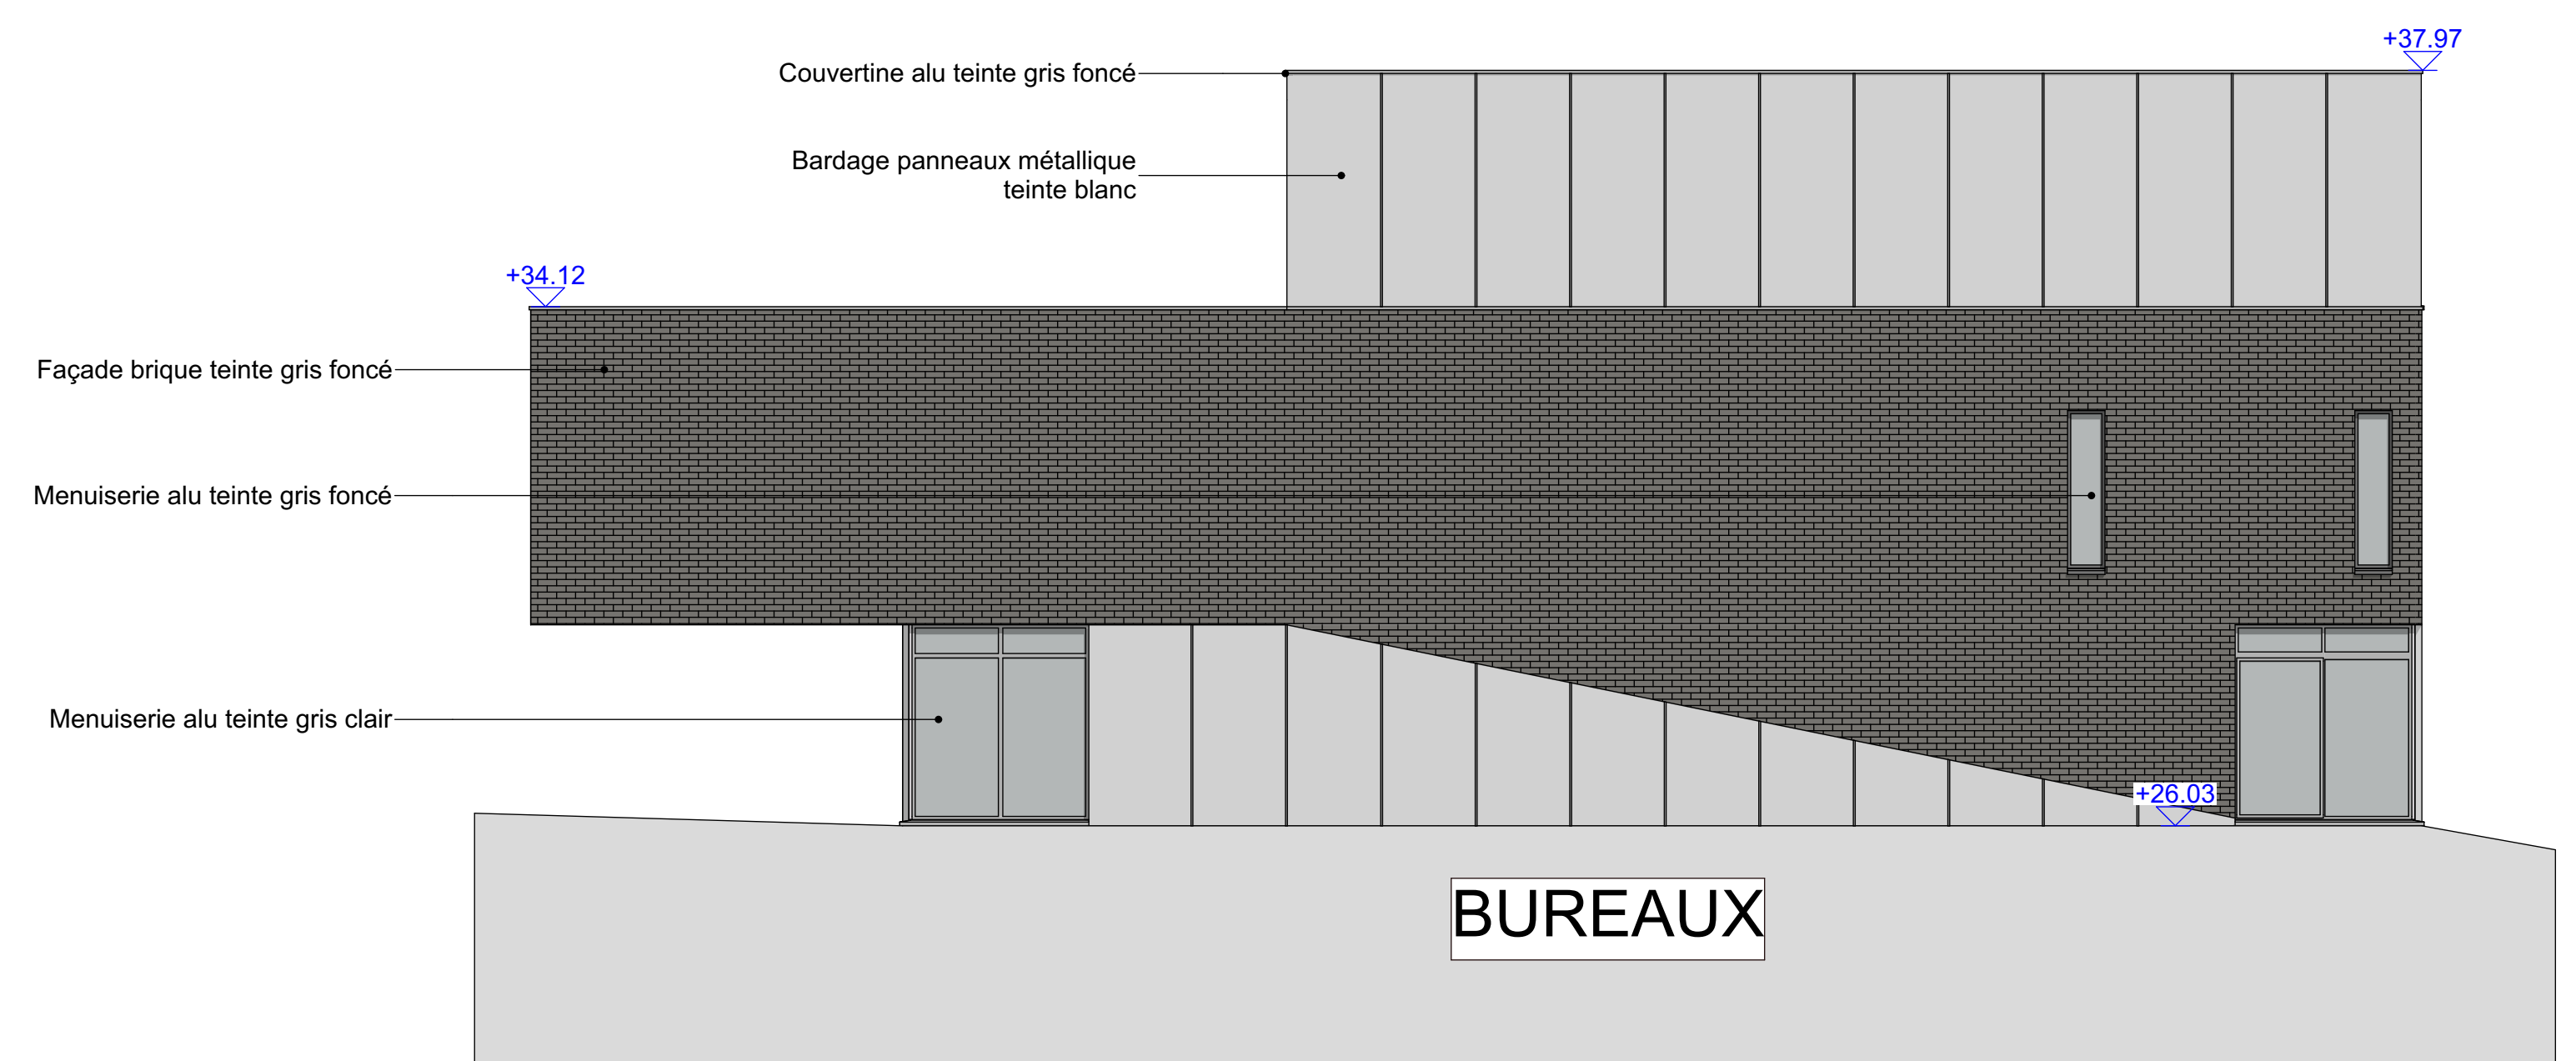 +37.97
Couvertine alu teinte gris foncé
Bardage panneaux métallique
teinte blanc
+34.12
Façade brique teinte gris foncé
Menuiserie alu teinte gris foncé
Menuiserie alu teinte gris clair
+26.03
BUREAUX